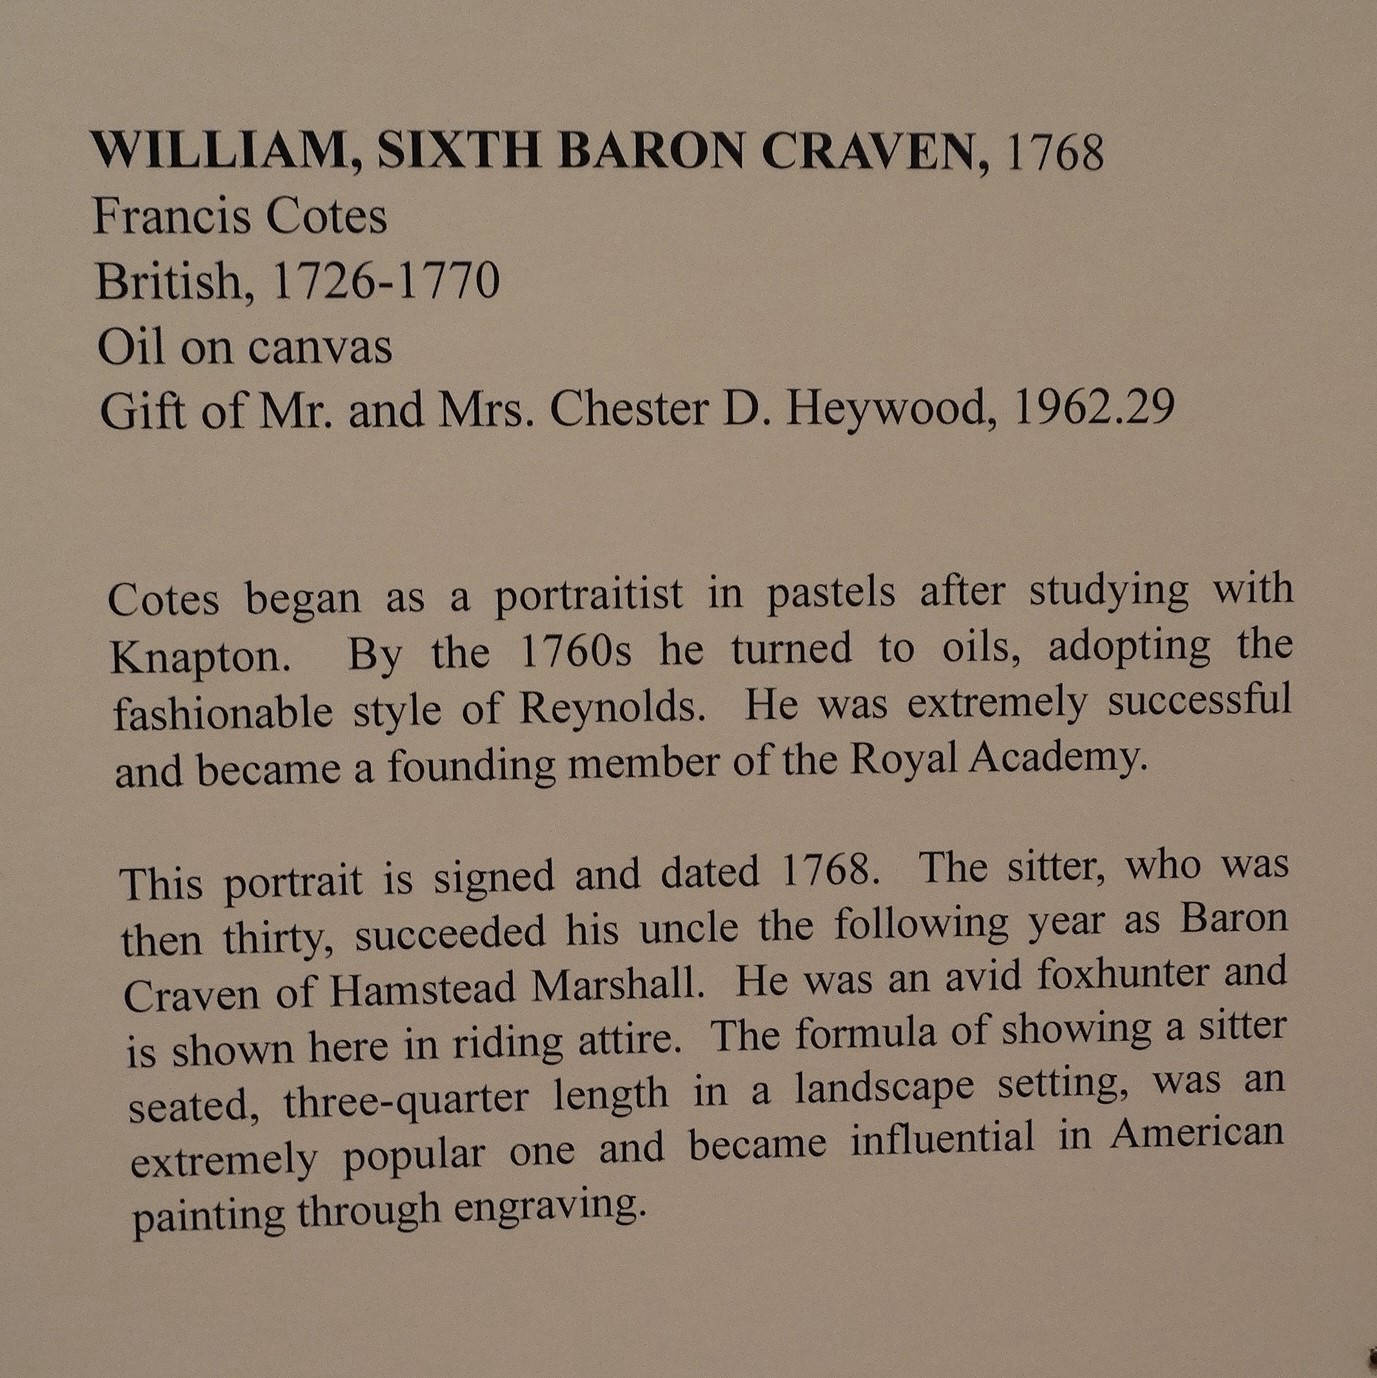 WILLIAM, SIXTH BARON CRAVEN, 1768
Francis Cotes
British, 1726-1770
Oil on canvas
Gift of Mr. and Mrs. Chester D. Heywood, 1962.29
Cotes began as a portraitist in pastels after studying with
Knapton. By the 1760s he turned to oils, adopting the
fashionable style of Reynolds. He was extremely successful
and became a founding member of the Royal Academy.
This portrait is signed and dated 1768. The sitter, who was
then thirty, succeeded his uncle the following year as Baron
Craven of Hamstead Marshall. He was an avid foxhunter and
is shown here in riding attire. The formula of showing a sitter
seated, three-quarter length in a landscape setting, was an
extremely popular one and became influential in American
painting through engraving.